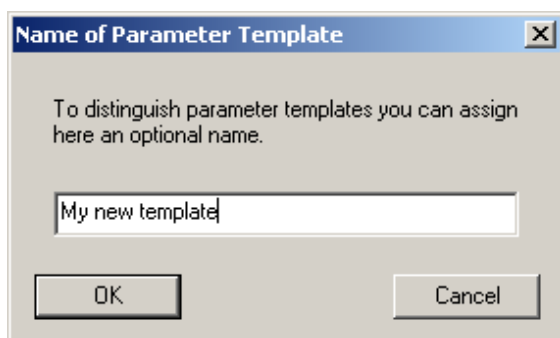 Name of Parameter Template
To distinguish parameter templates you can assign
here an optional name.
My new template
OK
Cancel